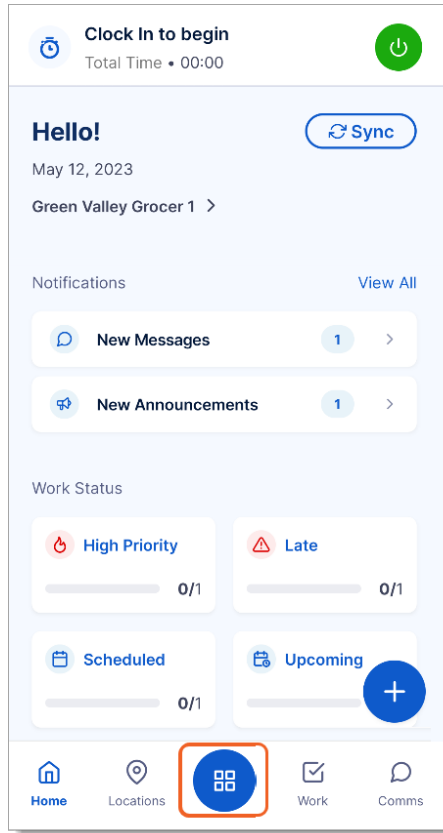 Clock In to begin
Total Time • 00:00
Hello!
Sync
May 12, 2023
Green Valley Grocer 1
Notifications
View All
New Messages
1
New Announcements
1
Work Status
High Priority
0/1
Late
0/1
Scheduled
0/1
Upcoming
Home
Locations
Work
Comms